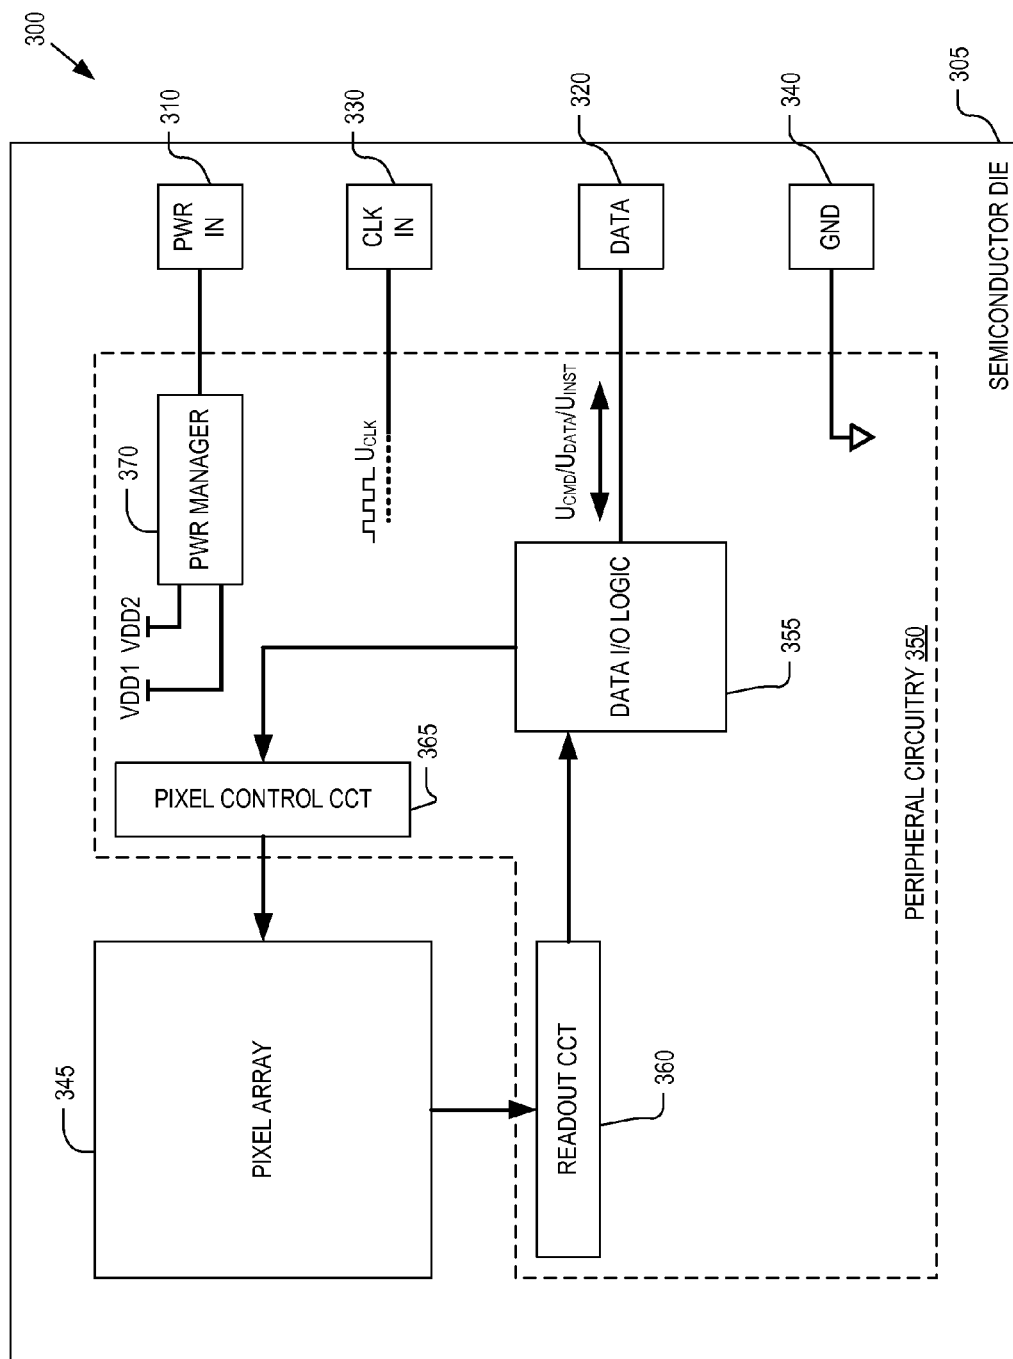 300
345
PIXEL ARRAY
PIXEL CONTROL CCT
365
VDD1
VDD2
370
PWR MANAGER
PWR
IN
310
UCLK
CLK
IN
330
READOUT CCT
360
DATA I/O LOGIC
355
UCMD/UDATA/UINST
DATA
320
GND
340
PERIPHERAL CIRCUITRY 350
SEMICONDUCTOR DIE
305